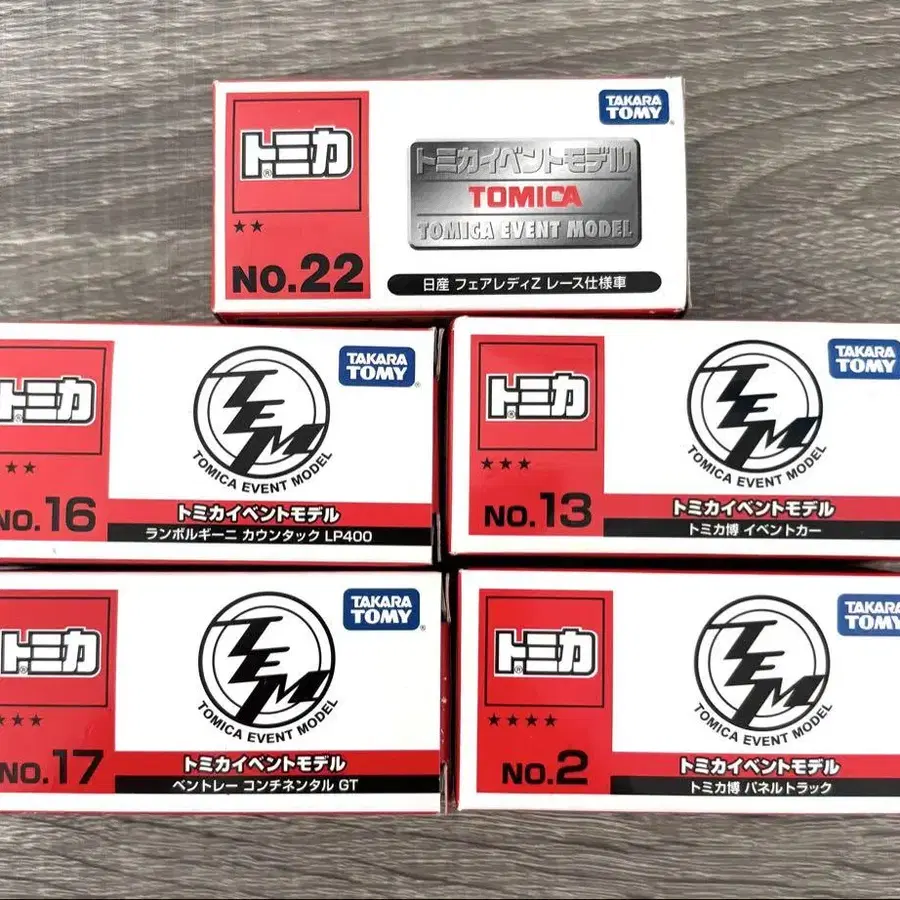 トミカ
★★
NO.22
TAKARA
TOMY
トミカイベントモデル
TOMICA
TOMICA EVENT MODEL
日産 フェアレディZ レース仕様車
トミカ
★★
NO.16
TEM
TOMICA EVENT MODEL
TAKARA
TOMY
トミカイベントモデル
ランボルギーニ カウンタック LP400
トミカ
★★★
NO.13
TEM
TOMICA EVENT MODEL
TAKARA
TOMY
トミカイベントモデル
トミカ博 イベントカー
トミカ
★★★
NO.17
TEM
TOMICA EVENT MODEL
TAKARA
TOMY
トミカイベントモデル
ベントレー コンチネンタル GT
トミカ
★★★★
NO.2
TEM
TOMICA EVENT MODEL
TAKARA
TOMY
トミカイベントモデル
トミカ博 パネルトラック